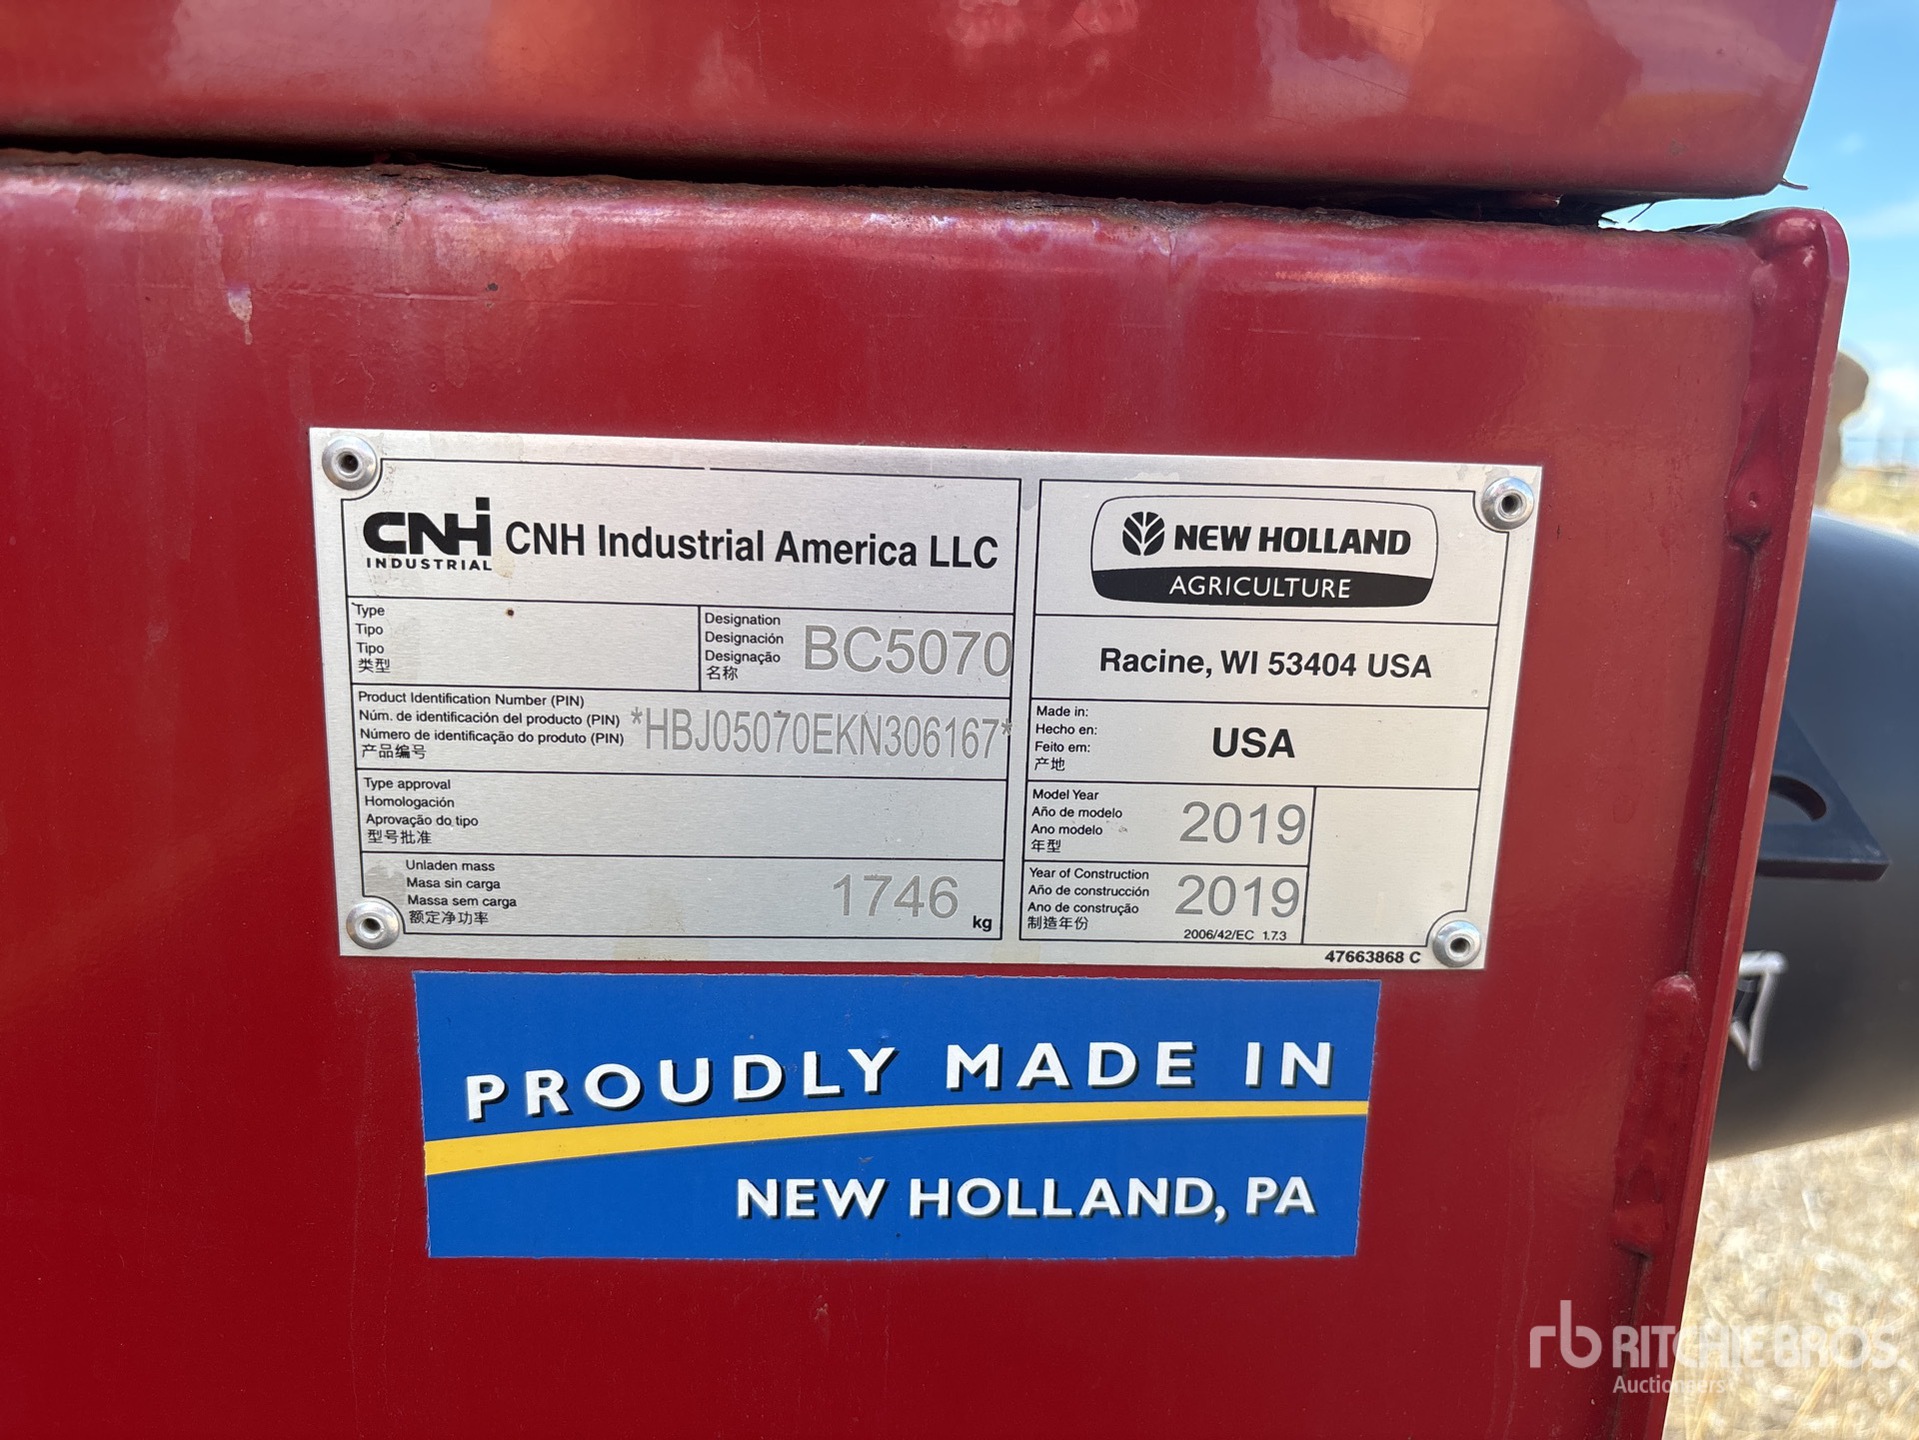 CNH INDUSTRIAL CNH Industrial America LLC
Type
Tipo
Tipo
类型
Designation
Designación
Designação
名称
BC5070
Product Identification Number (PIN)
Núm. de identificación del producto (PIN)
Número de identificação do produto (PIN)
产品编号
*HBJ05070EKN306167*
Type approval
Homologación
Aprovação do tipo
型号批准
Unladen mass
Masa sin carga
Massa sem carga
额定净功率
1746 kg
NEW HOLLAND
AGRICULTURE
Racine, WI 53404 USA
Made in:
Hecho en:
Feito em:
产地
USA
Model Year
Año de modelo
Ano modelo
年型
2019
Year of Construction
Año de construcción
Ano de construção
制造年份
2019
2006/42/EC 1.7.3
47663868 C
PROUDLY MADE IN
NEW HOLLAND, PA
rb RITCHIE BROS.
Auctioneers